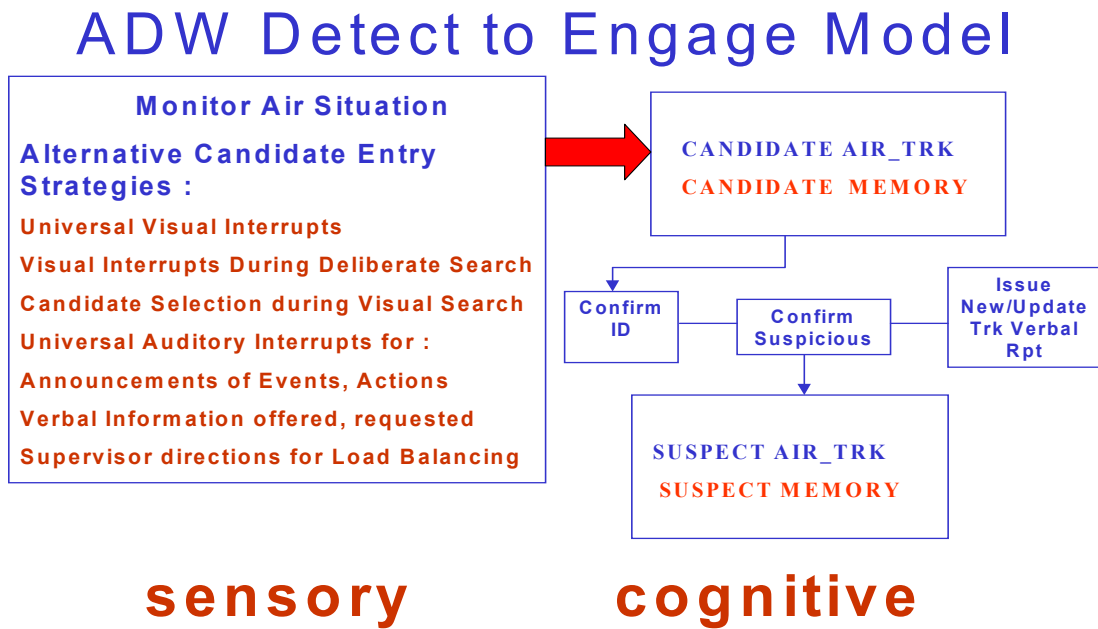 ADW Detect to Engage Model
Monitor Air Situation
Alternative Candidate Entry
Strategies :
Universal Visual Interrupts
Visual Interrupts During Deliberate Search
Candidate Selection during Visual Search
Universal Auditory Interrupts for :
Announcements of Events, Actions
Verbal Information offered, requested
Supervisor directions for Load Balancing
CANDIDATE AIR_TRK
CANDIDATE MEMORY
Confirm
ID
Confirm
Suspicious
Issue
New/Update
Trk Verbal
Rpt
SUSPECT AIR_TRK
SUSPECT MEMORY
sensory
cognitive